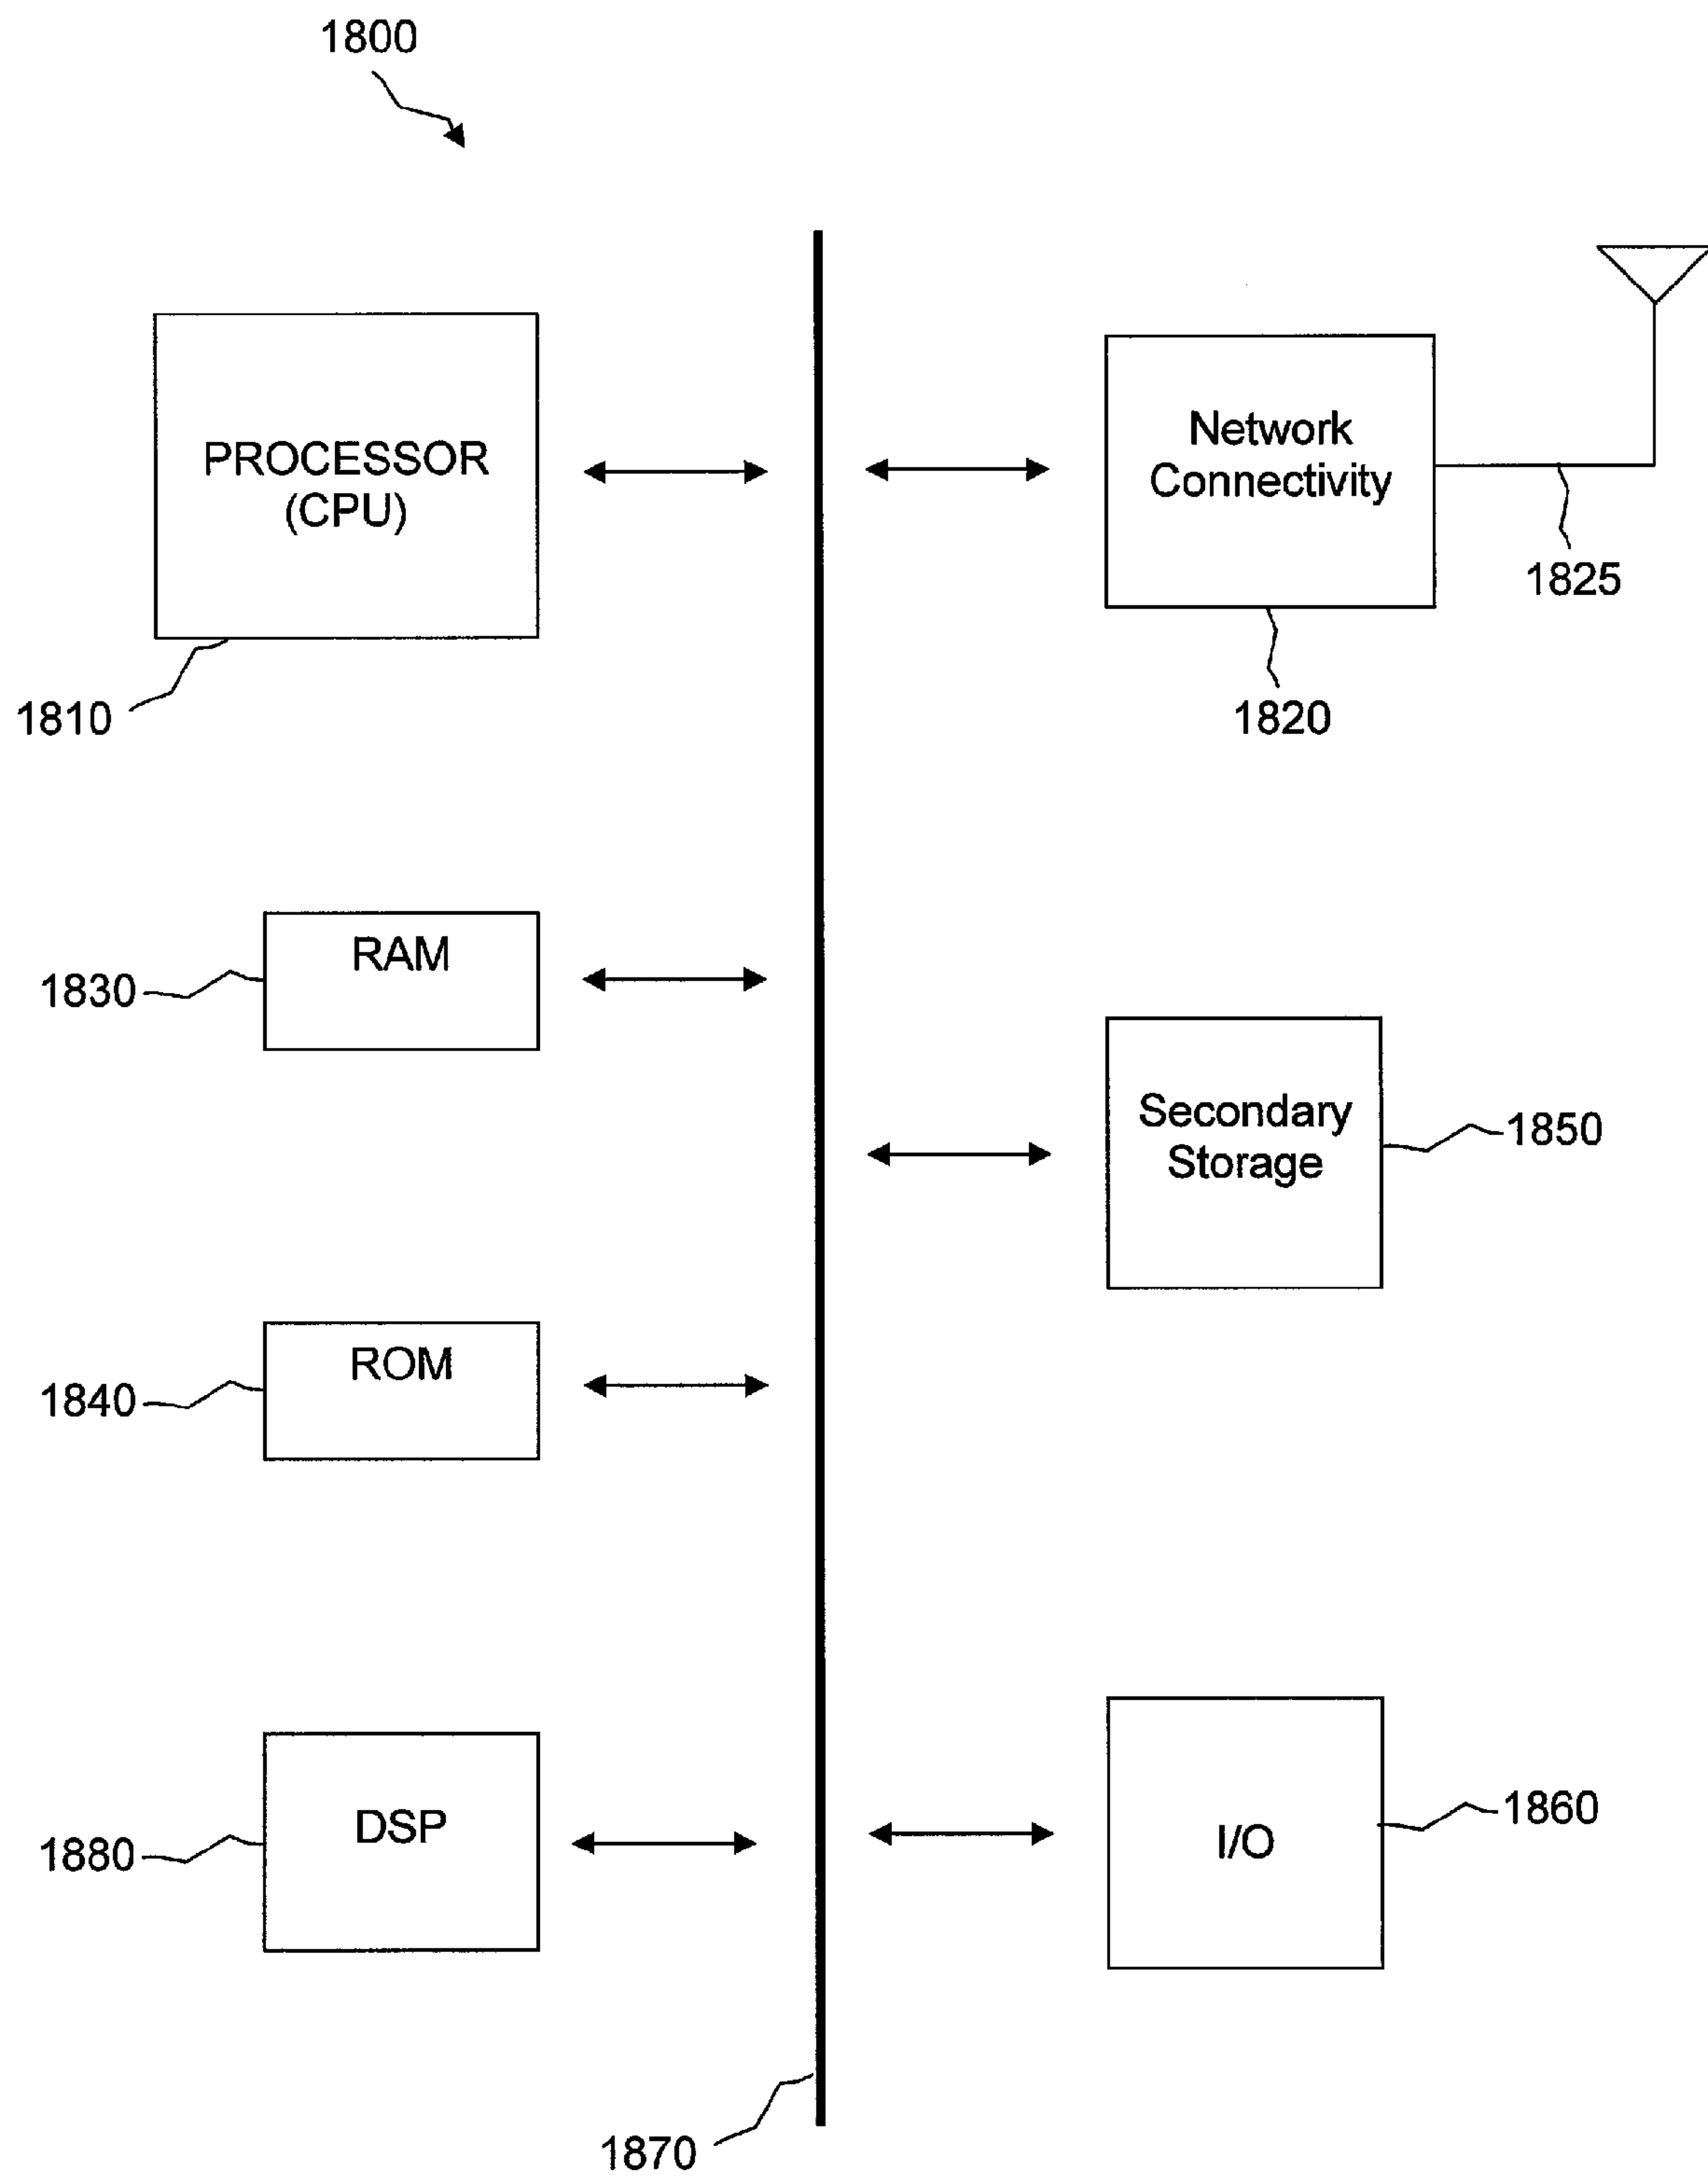 1800
PROCESSOR
(CPU)
1810
Network
Connectivity
1825
1820
RAM
1830
Secondary
Storage
1850
ROM
1840
DSP
1880
I/O
1860
1870